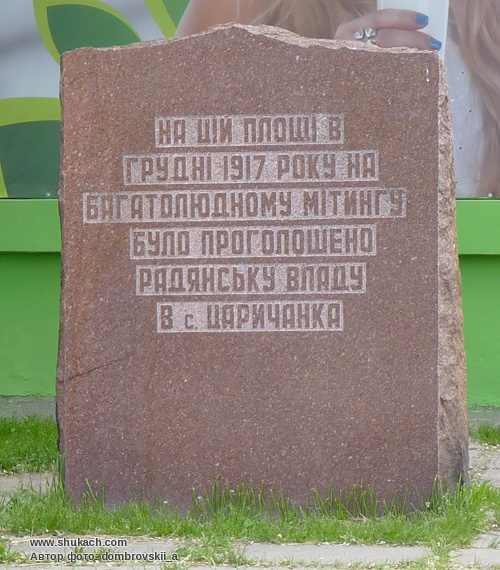 НА ЦІЙ ПЛОЩІ В
ГРУДНІ 1917 РОКУ НА
БАГАТОЛЮДНОМУ МІТИНГУ
БУЛО ПРОГОЛОШЕНО
РАДЯНСЬКУ ВЛАДУ
В с. ЦАРИЧАНКА
www.shukach.com
Автор фото: dombrovskii_a